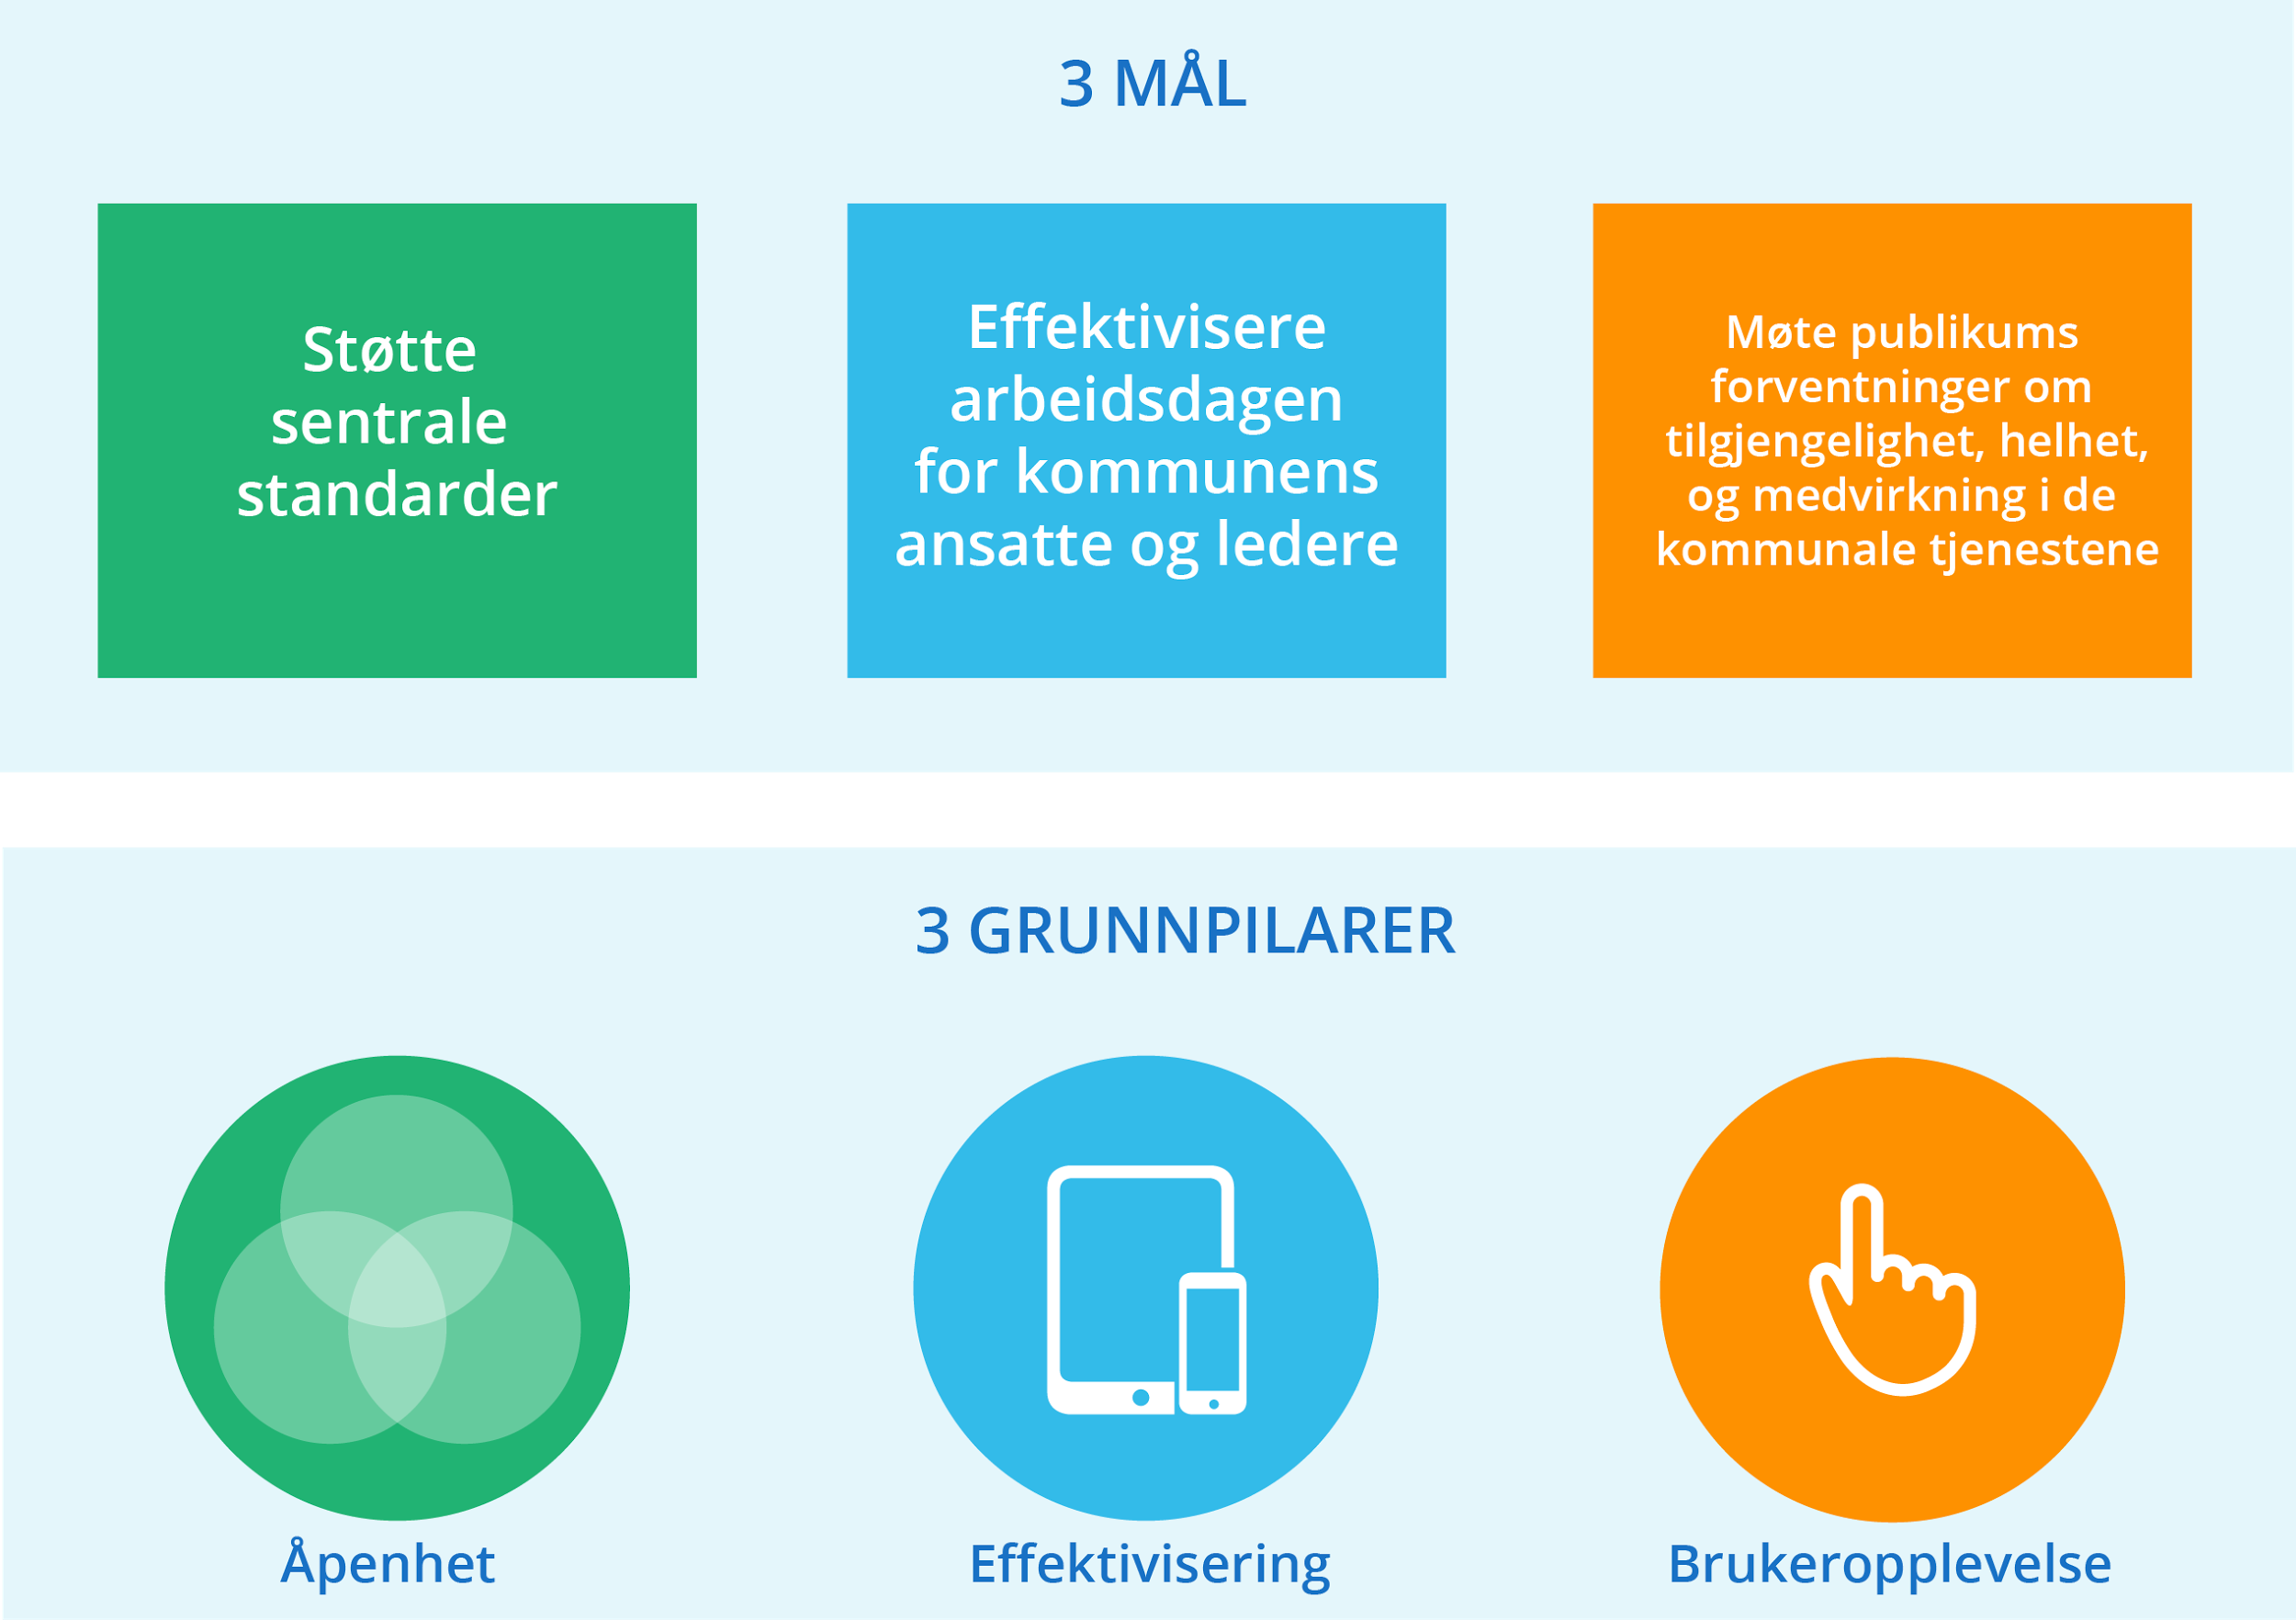 3 MÅL
Støtte
sentrale
standarder
Effektivisere
arbeidsdagen
for kommunens
ansatte og ledere
Møte publikums
forventninger om
tilgjengelighet, helhet,
og medvirkning i de
kommunale tjenestene
3 GRUNNPILARER
Åpenhet
Effektivisering
Brukeropplevelse